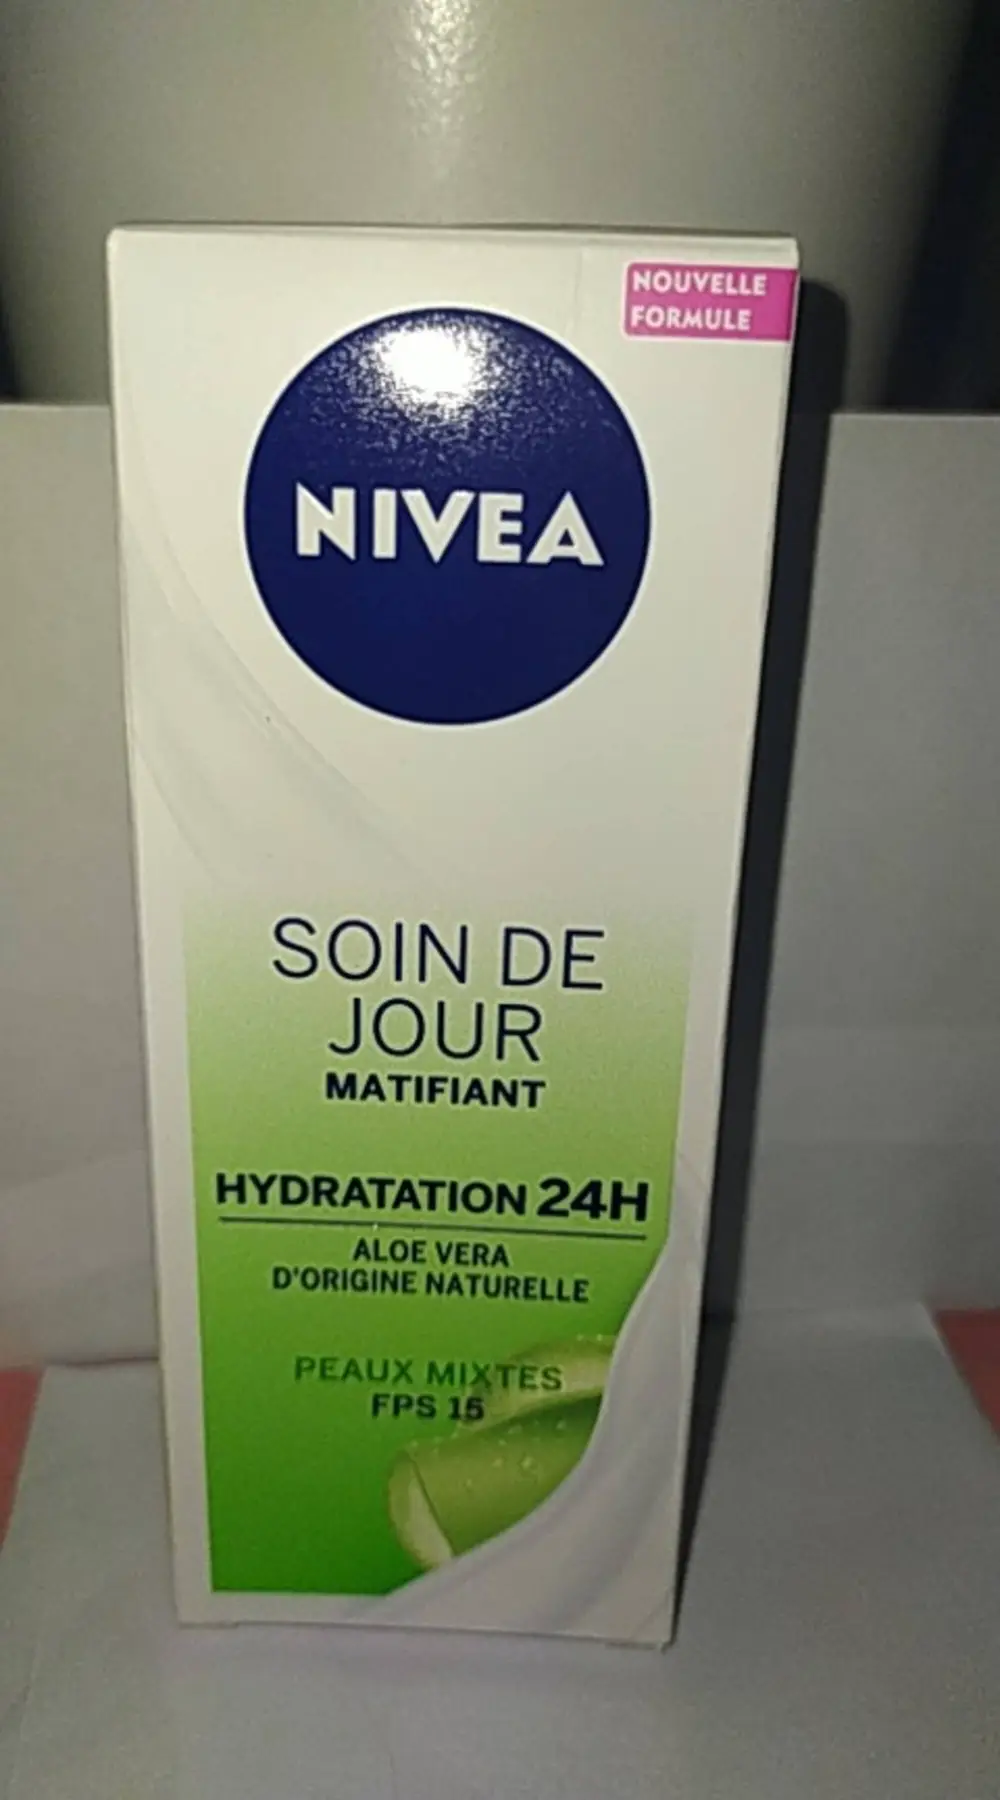 NOUVELLE
FORMULE
NIVEA
SOIN DE
JOUR
MATIFIANT
HYDRATATION 24H
ALOE VERA
D'ORIGINE NATURELLE
PEAUX MIXTES
FPS 15